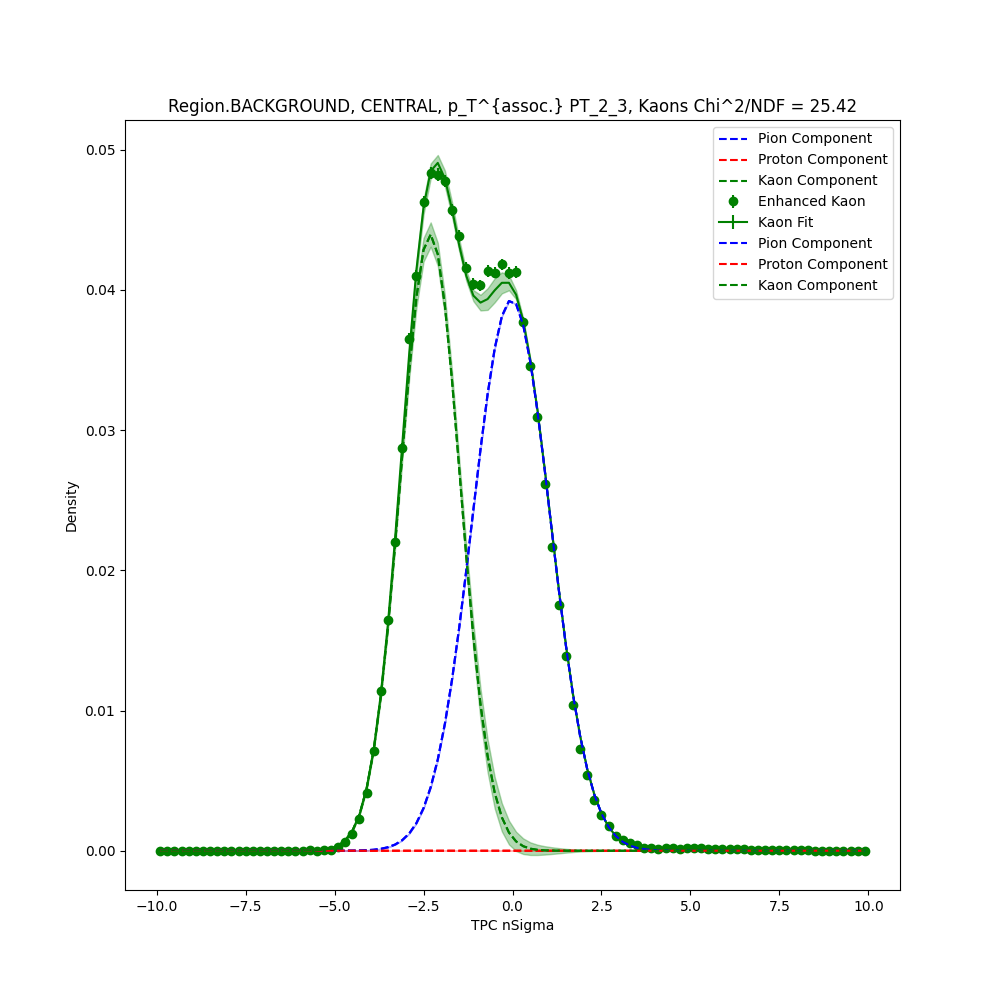 Region.BACKGROUND, CENTRAL, p_T^{assoc.} PT_2_3, Kaons Chi^2/NDF = 25.42
Pion Component
Proton Component
Kaon Component
Enhanced Kaon
Kaon Fit
Pion Component
Proton Component
Kaon Component
0.05
0.04
0.03
0.02
0.01
0.00
Density
−10.0 −7.5 −5.0 −2.5 0.0 2.5 5.0 7.5 10.0
TPC nSigma